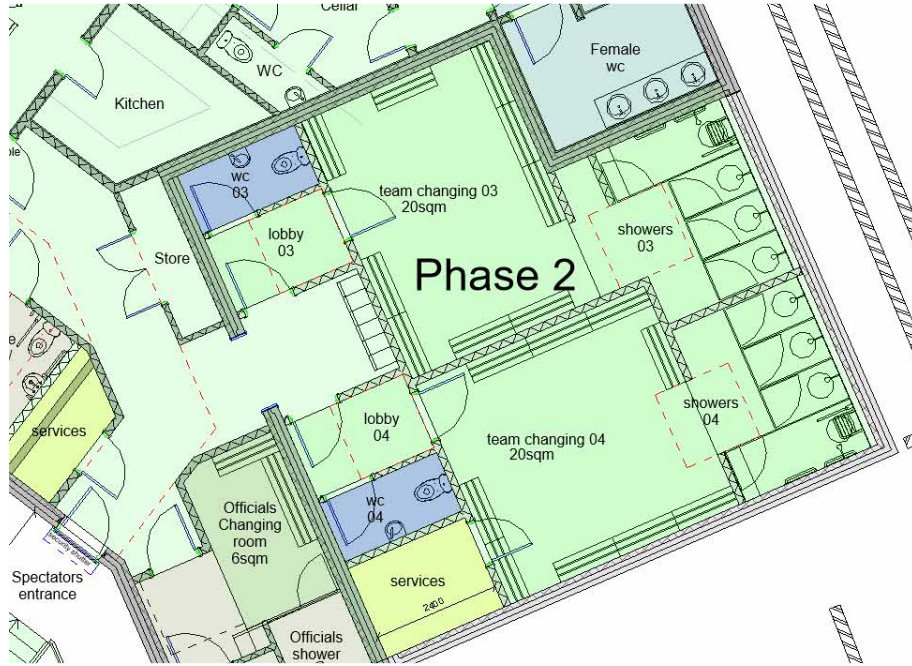 Cellar
Female
wc
WC
Kitchen
wc
03
team changing 03
20sqm
lobby
03
showers
03
Store
Phase 2
showers
04
lobby
04
services
team changing 04
20sqm
wc
04
Officials
Changing
room
6sqm
security shutter
services
2400
Spectators
entrance
Officials
shower